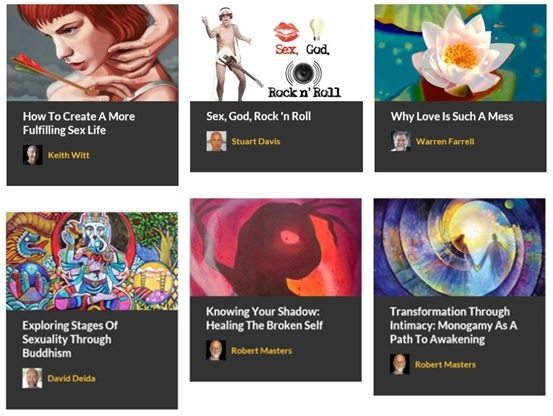 Sex, God,
Rock n' Roll
How To Create A More
Fulfilling Sex Life
Keith Witt
Sex, God, Rock 'n Roll
Stuart Davis
Why Love Is Such A Mess
Warren Farrell
Exploring Stages Of
Sexuality Through
Buddhism
David Deida
Knowing Your Shadow:
Healing The Broken Self
Robert Masters
Transformation Through
Intimacy: Monogamy As A
Path To Awakening
Robert Masters